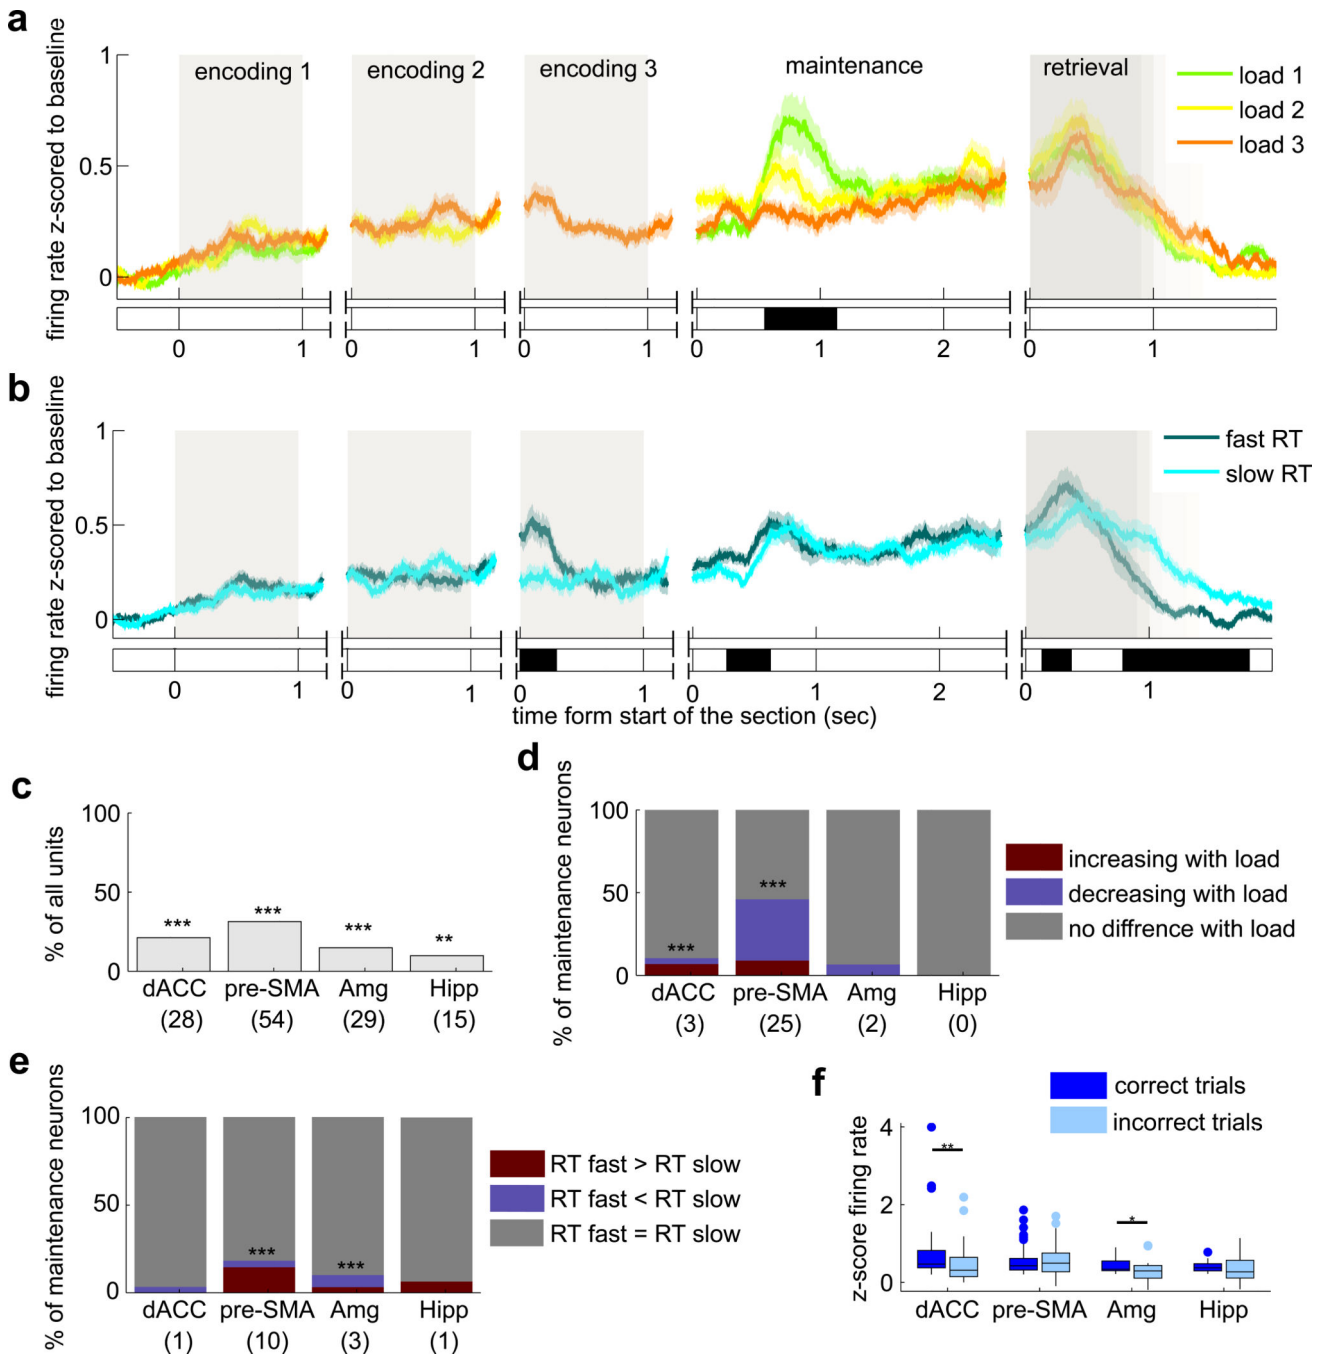 a
firing rate z-scored to baseline
1
0.5
0
encoding 1
encoding 2
encoding 3
maintenance
retrieval
load 1
load 2
load 3
0 1 0 1 0 1 0 1 2 0 1
b
firing rate z-scored to baseline
1
0.5
0
fast RT
slow RT
0 1 0 1 0 1 0 1 2 0 1
time form start of the section (sec)
c
% of all units
100
50
0
*** *** *** **
dACC pre-SMA Amg Hipp
(28) (54) (29) (15)
d
% of maintenance neurons
100
50
0
*** ***
dACC pre-SMA Amg Hipp
(3) (25) (2) (0)
increasing with load
decreasing with load
no diffrence with load
e
% of maintenance neurons
100
50
0
*** ***
dACC pre-SMA Amg Hipp
(1) (10) (3) (1)
RT fast > RT slow
RT fast < RT slow
RT fast = RT slow
f
correct trials
incorrect trials
z-score firing rate
4
2
0
** *
dACC pre-SMA Amg Hipp